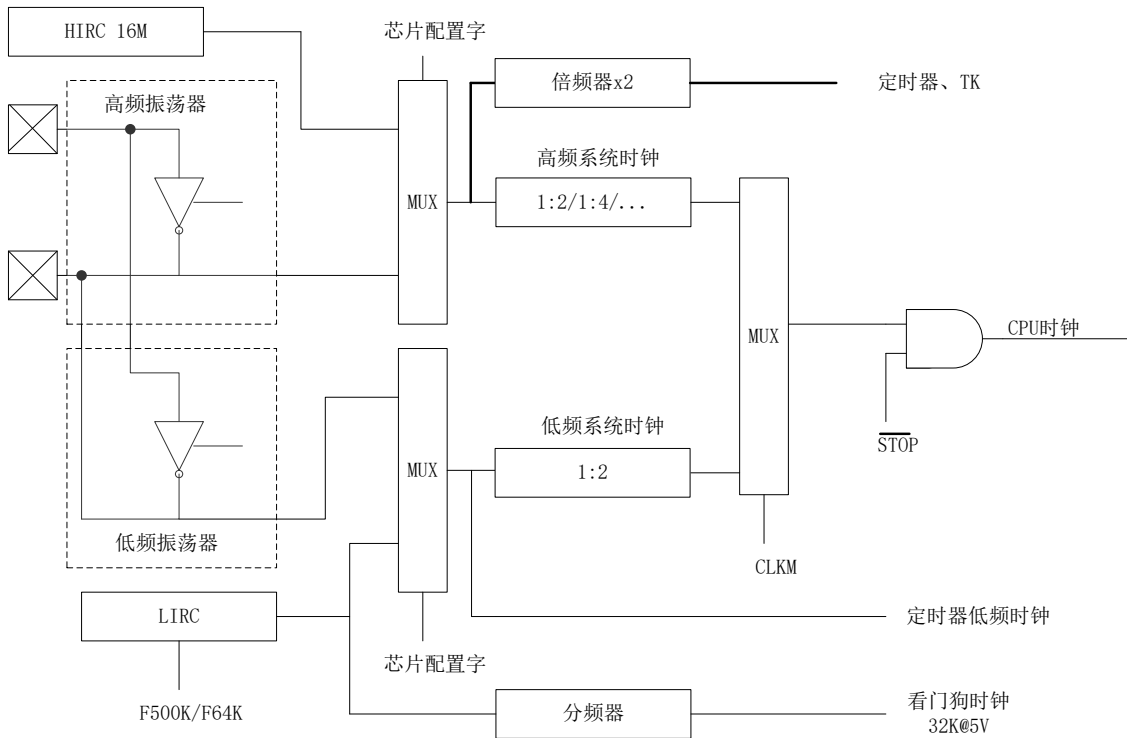 HIRC 16M
芯片配置字
倍频器x2
定时器、TK
高频振荡器
高频系统时钟
MUX
1:2/1:4/...
MUX
CPU时钟
STOP
低频系统时钟
MUX
1:2
低频振荡器
CLKM
LIRC
定时器低频时钟
芯片配置字
F500K/F64K
分频器
看门狗时钟
32K@5V